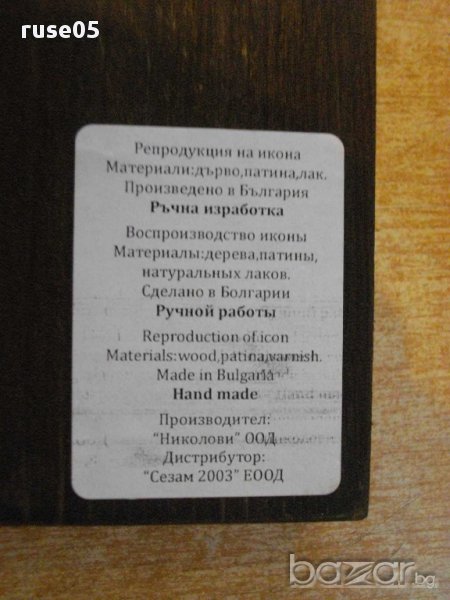 ruse05
Репродукция на икона
Материали:дърво,патина,лак.
Произведено в България
Ръчна изработка
Воспроизводство иконы
Материалы:дерева,патины,
натуральных лаков.
Сделано в Болгарии
Ручной работы
Reproduction of icon
Materials:wood,patina,varnish.
Made in Bulgaria
Hand made
Производител:
“Николови” ООД
Дистрибутор:
“Сезам 2003” ЕООД
bazar.bg